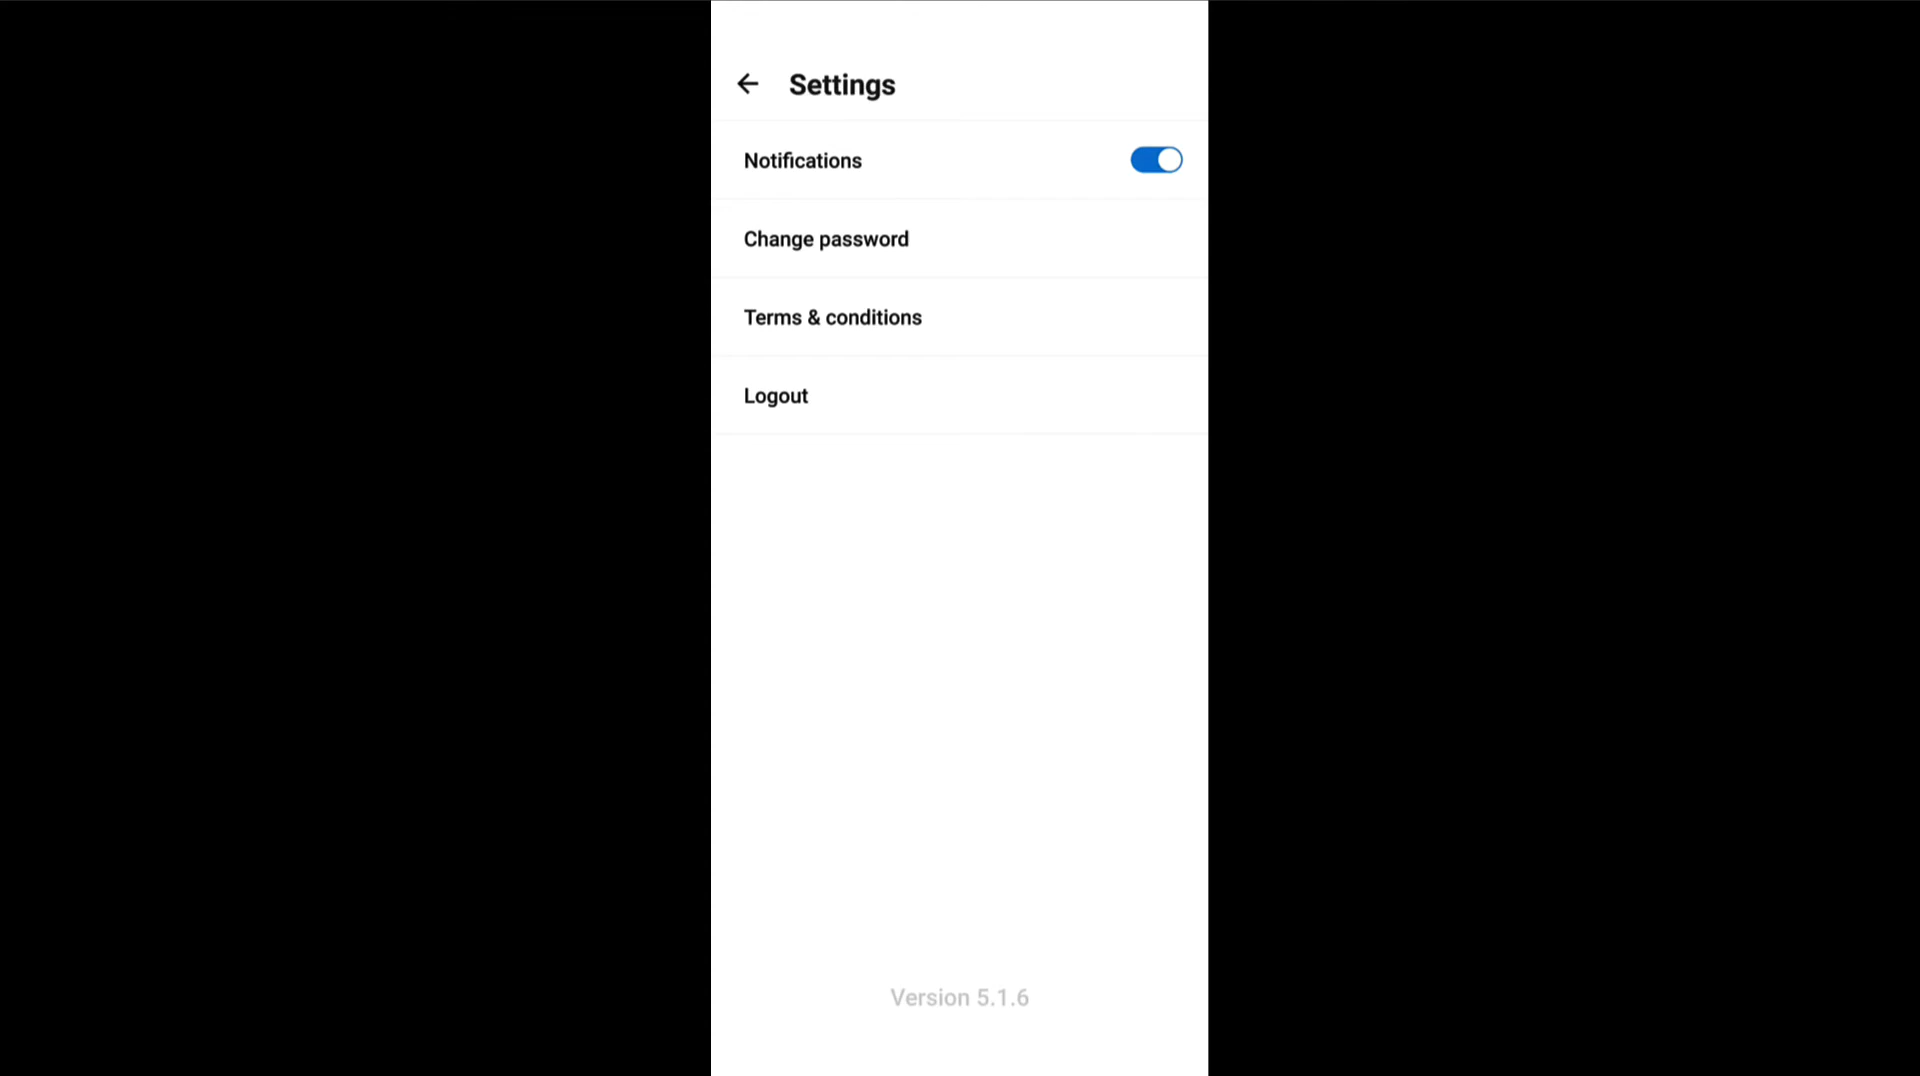 Settings
Notifications
Change password
Terms & conditions
Logout
Version 5.1.6